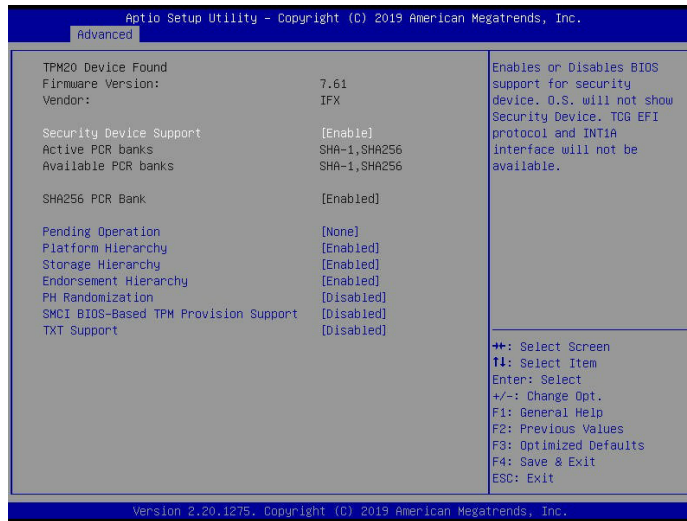 Aptio Setup Utility – Copyright (C) 2019 American Megatrends, Inc.
Advanced
TPM20 Device Found
Firmware Version: 7.61
Vendor: IFX
Security Device Support [Enable]
Active PCR banks SHA-1,SHA256
Available PCR banks SHA-1,SHA256
SHA256 PCR Bank [Enabled]
Pending Operation [None]
Platform Hierarchy [Enabled]
Storage Hierarchy [Enabled]
Endorsement Hierarchy [Enabled]
PH Randomization [Disabled]
SMCI BIOS-Based TPM Provision Support [Disabled]
TXT Support [Disabled]
Enables or Disables BIOS
support for security
device. O.S. will not show
Security Device. TCG EFI
protocol and INT1A
interface will not be
available.
→←: Select Screen
↑↓: Select Item
Enter: Select
+/-: Change Opt.
F1: General Help
F2: Previous Values
F3: Optimized Defaults
F4: Save & Exit
ESC: Exit
Version 2.20.1275. Copyright (C) 2019 American Megatrends, Inc.